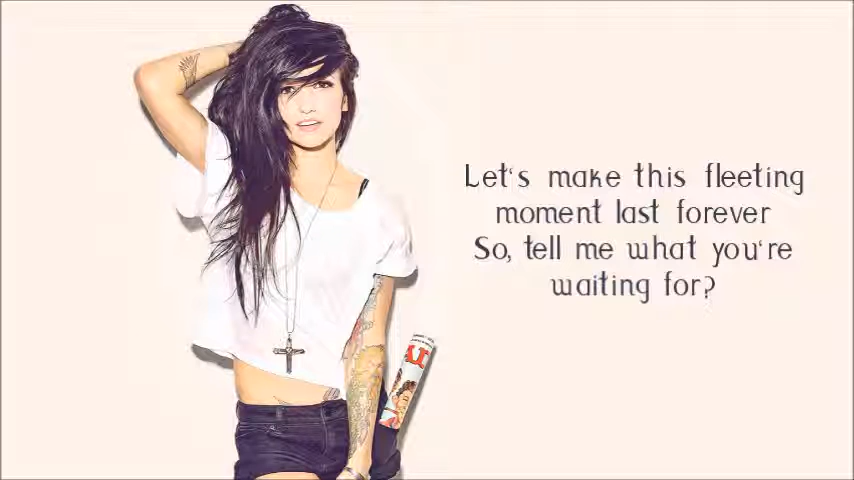 Let's make this fleeting
moment last forever
So, tell me what you're
waiting for?